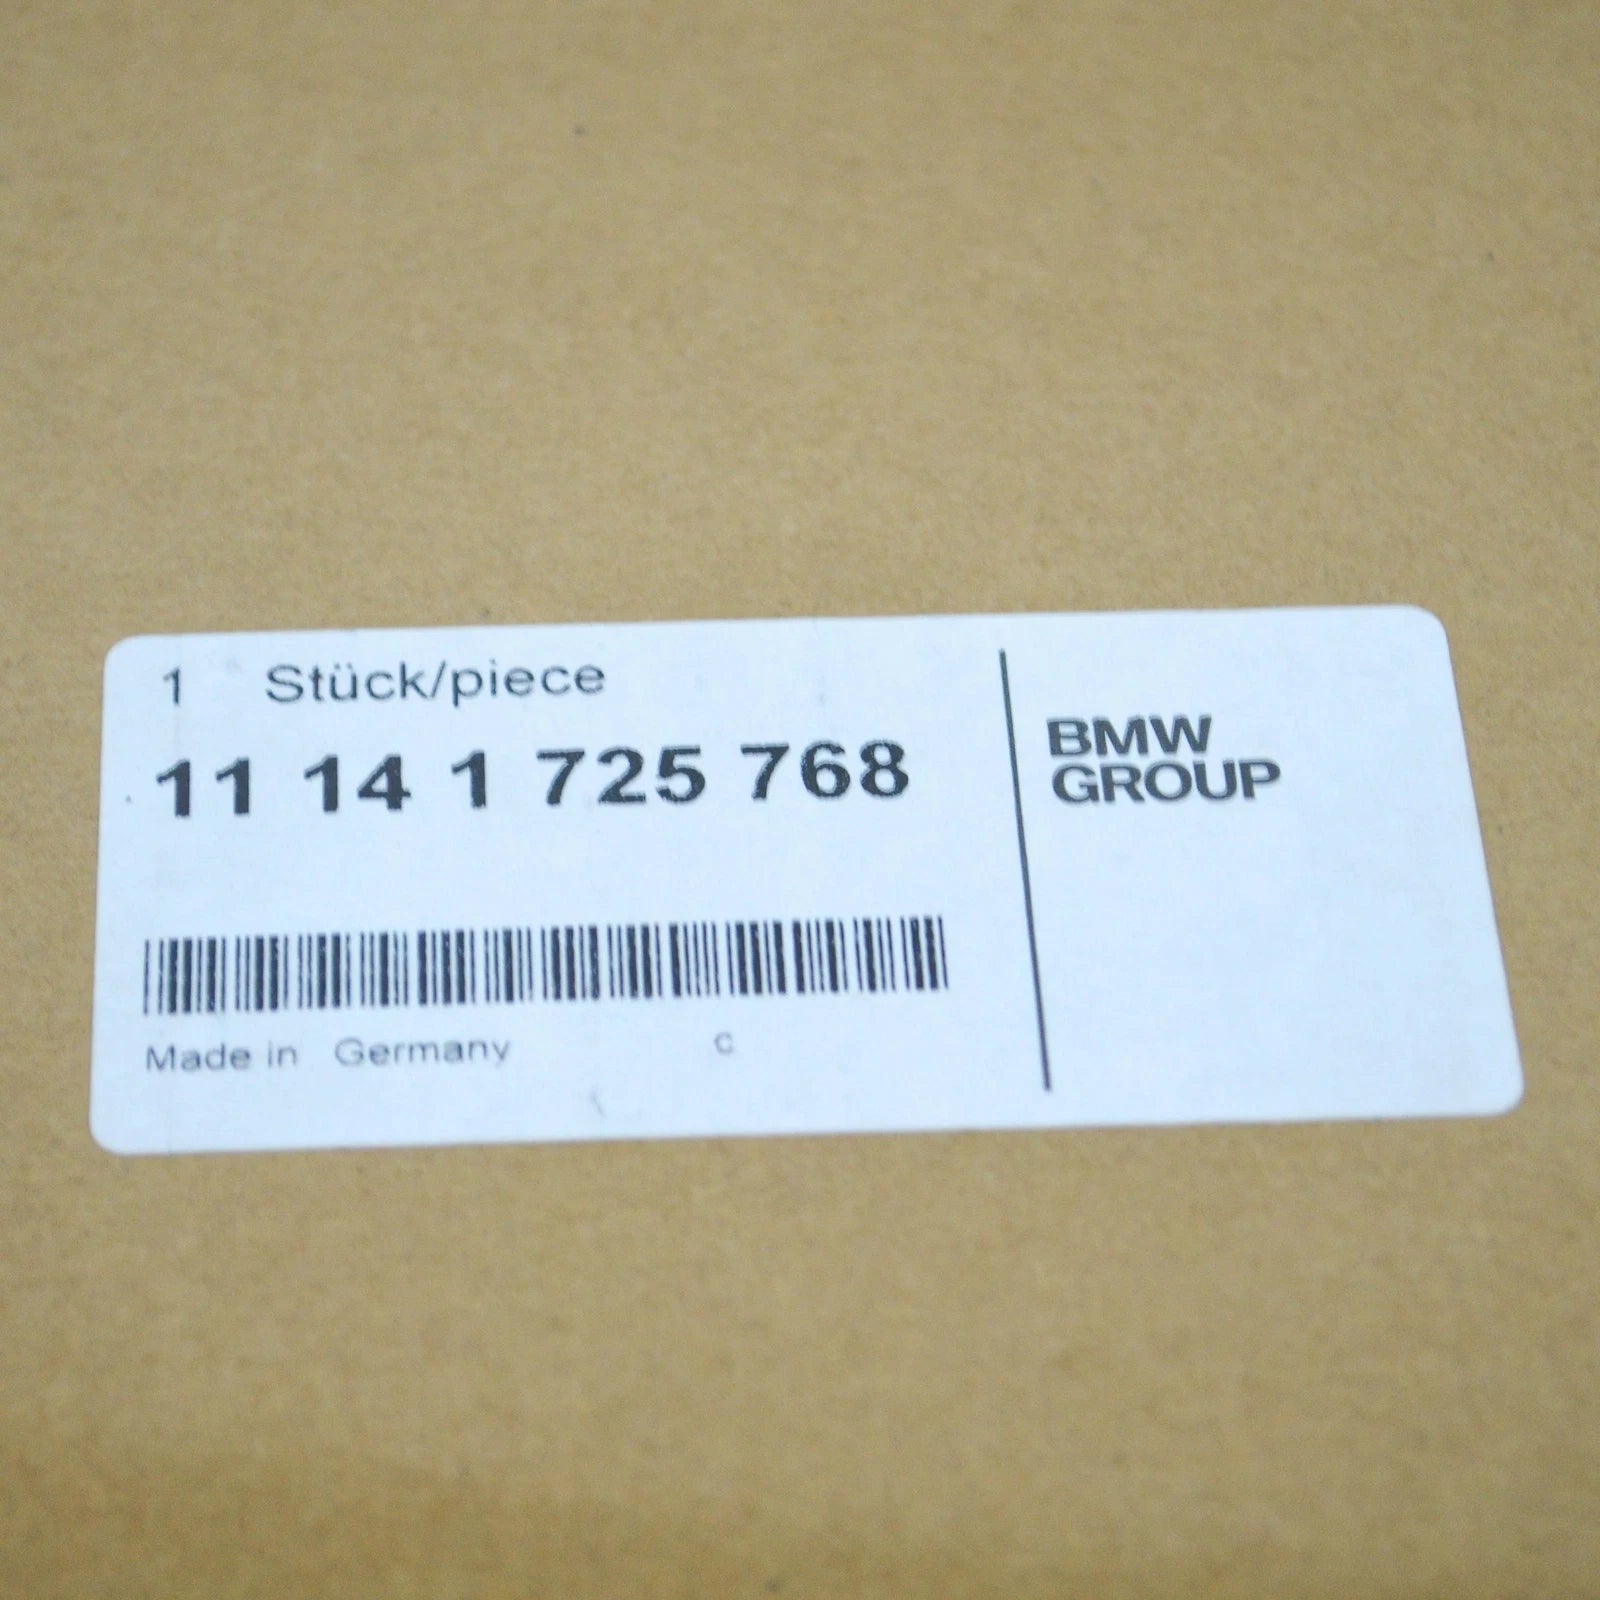 1 Stück/piece
11 14 1 725 768
BMW
GROUP
Made in Germany c